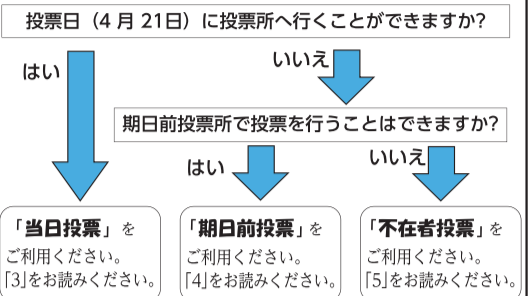 投票日（4 月 21日）に投票所へ行くことができますか?
はい
いいえ
期日前投票所で投票を行うことはできますか?
はい
いいえ
「当日投票」を
ご利用ください。
「3」をお読みください。
「期日前投票」を
ご利用ください。
「4」をお読みください。
「不在者投票」を
ご利用ください。
「5」をお読みください。